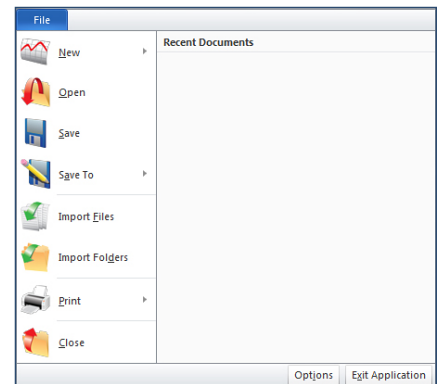 File
Recent Documents
New
Open
Save
Save To
Import Files
Import Folders
Print
Close
Options
Exit Application